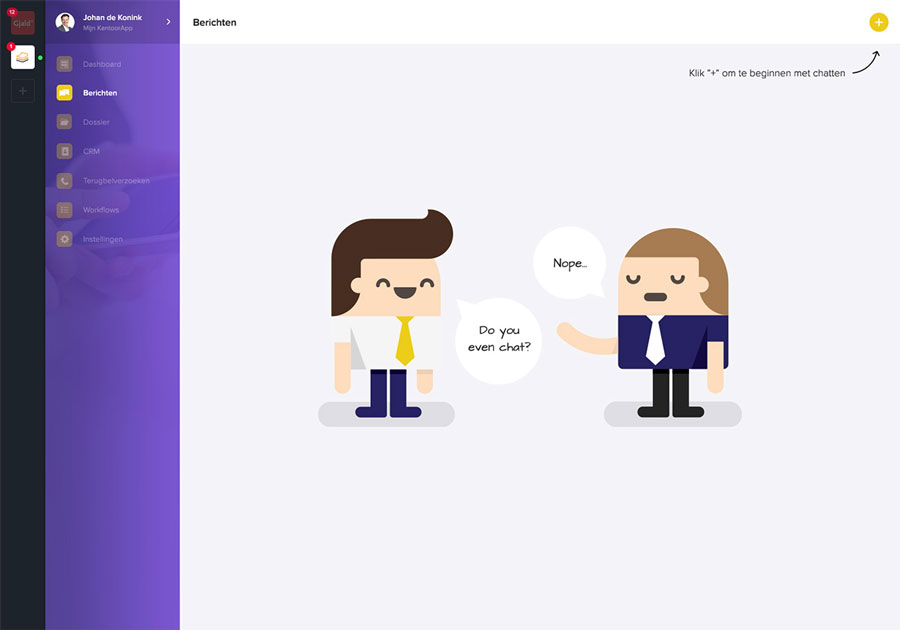 12
Gjald
1
Johan de Konink
Mijn KantoorApp
Dashboard
Berichten
Dossier
CRM
Terugbelverzoeken
Workflows
Instellingen
Berichten
Klik "+" om te beginnen met chatten
Nope...
Do you
even chat?